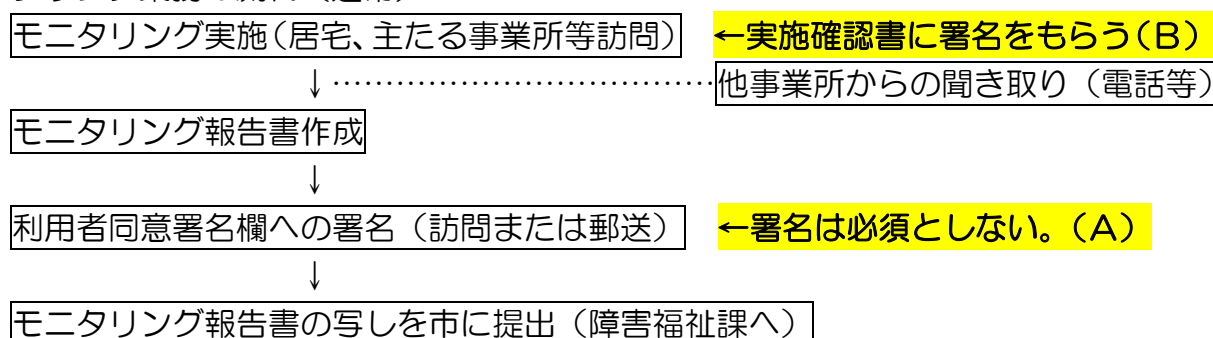 モニタリング実施(居宅、主たる事業所等訪問) ←実施確認書に署名をもらう(B)
↓……………………………………他事業所からの聞き取り(電話等)
モニタリング報告書作成
↓
利用者同意署名欄への署名(訪問または郵送) ←署名は必須としない。(A)
↓
モニタリング報告書の写しを市に提出(障害福祉課へ)